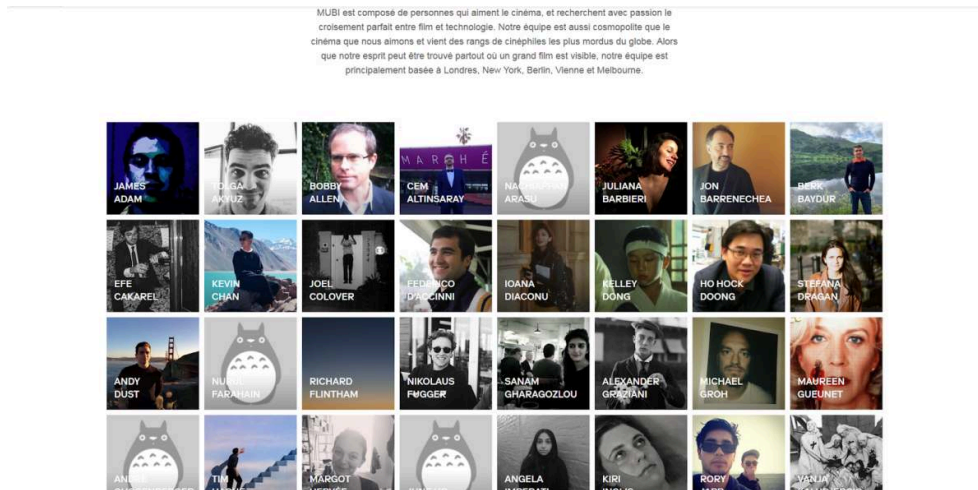 MUBI est composé de personnes qui aiment le cinéma, et recherchent avec passion le
croisement parfait entre film et technologie. Notre équipe est aussi cosmopolite que le
cinéma que nous aimons et vient des rangs de cinéphiles les plus mordus du globe. Alors
que notre esprit peut être trouvé partout où un grand film est visible, notre équipe est
principalement basée à Londres, New York, Berlin, Vienne et Melbourne.
JAMES
ADAM
TOLGA
AKYUZ
BOBBY
ALLEN
MARCHÉ
CEM
ALTINSARAY
NACHIAPPAN
ARASU
JULIANA
BARBIERI
JON
BARRENECHEA
BERK
BAYDUR
EFE
CAKAREL
KEVIN
CHAN
JOEL
COLOVER
FEDERICO
D'ACCINNI
IOANA
DIACONU
KELLEY
DONG
HO HOCK
DOONG
STEFANA
DRAGAN
ANDY
DUST
NURUL
FARAHAIN
RICHARD
FLINTHAM
NIKOLAUS
FUGGER
SANAM
GHARAGOZLOU
ALEXANDER
GRAZIANI
MICHAEL
GROH
MAUREEN
GUEUNET
TIM
MARGOT
ANGELA
IMPERATI
KIRI
INGLIS
RORY
VANJA